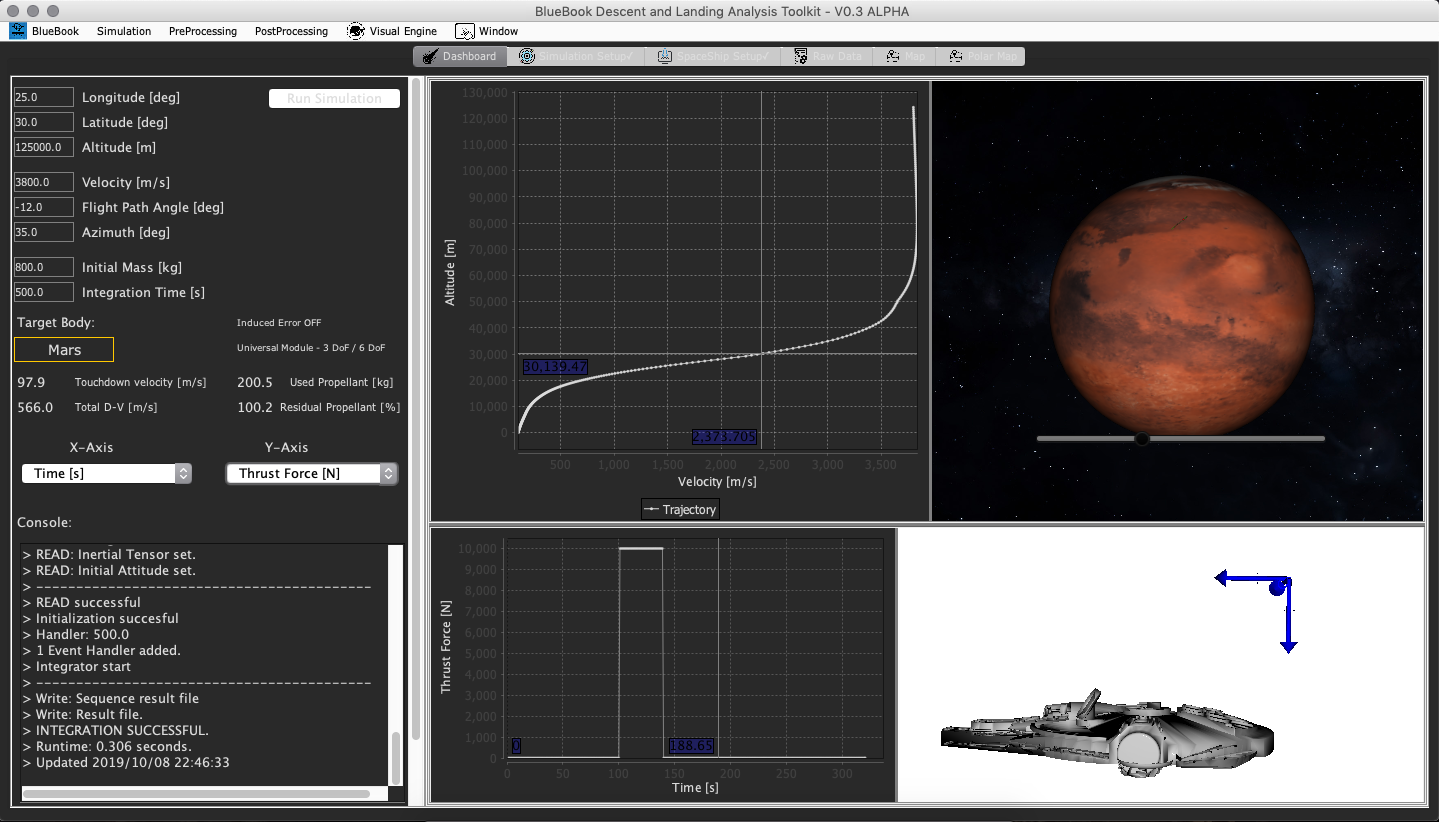 BlueBook Descent and Landing Analysis Toolkit - V0.3 ALPHA
BlueBook Simulation PreProcessing PostProcessing Visual Engine Window
Dashboard Simulation Setup√ SpaceShip Setup√ Raw Data Map Polar Map
25.0 Longitude [deg] Run Simulation
30.0 Latitude [deg]
125000.0 Altitude [m]
3800.0 Velocity [m/s]
-12.0 Flight Path Angle [deg]
35.0 Azimuth [deg]
800.0 Initial Mass [kg]
500.0 Integration Time [s]
Target Body: Induced Error OFF
Mars Universal Module - 3 DoF / 6 DoF
97.9 Touchdown velocity [m/s] 200.5 Used Propellant [kg]
566.0 Total D-V [m/s] 100.2 Residual Propellant [%]
X-Axis Y-Axis
Time [s] Thrust Force [N]
Console:
> READ: Inertial Tensor set.
> READ: Initial Attitude set.
> ------------------------------------------
> READ successful
> Initialization succesful
> Handler: 500.0
> 1 Event Handler added.
> Integrator start
> ------------------------------------------
> Write: Sequence result file
> Write: Result file.
> INTEGRATION SUCCESSFUL.
> Runtime: 0.306 seconds.
> Updated 2019/10/08 22:46:33
130,000
120,000
110,000
100,000
90,000
80,000
70,000
60,000
50,000
40,000
30,000
20,000
10,000
0
Altitude [m]
30,139.47
2,373.705
500 1,000 1,500 2,000 2,500 3,000 3,500
Velocity [m/s]
Trajectory
10,000
9,000
8,000
7,000
6,000
5,000
4,000
3,000
2,000
1,000
0
Thrust Force [N]
0 188.65
0 50 100 150 200 250 300
Time [s]